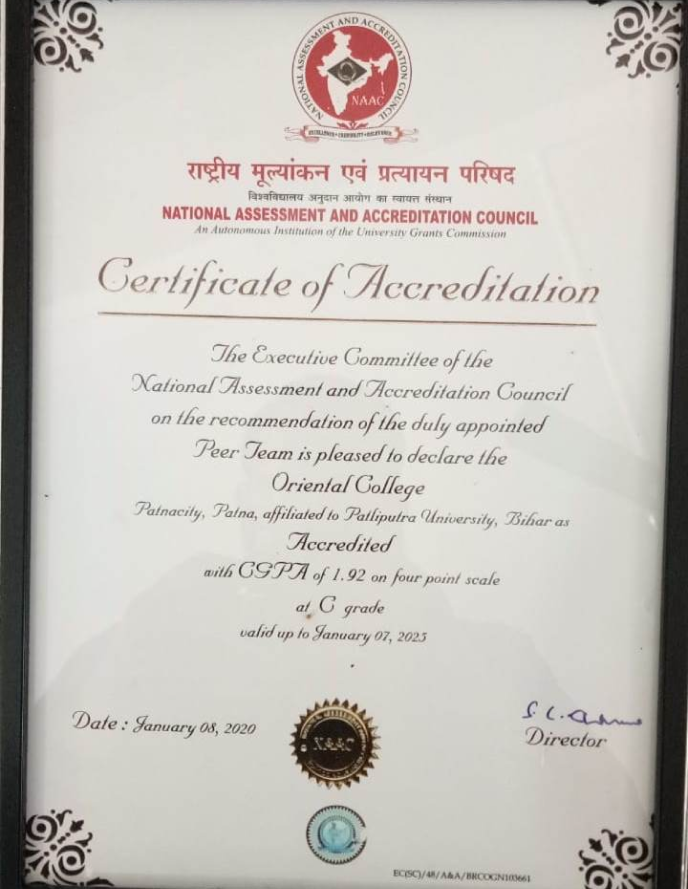 NATIONAL ASSESSMENT AND ACCREDITATION COUNCIL
NAAC
EXCELLENCE • CREDIBILITY • RELEVANCE
राष्ट्रीय मूल्यांकन एवं प्रत्यायन परिषद
विश्वविद्यालय अनुदान आयोग का स्वायत्त संस्थान
NATIONAL ASSESSMENT AND ACCREDITATION COUNCIL
An Autonomous Institution of the University Grants Commission
Certificate of Accreditation
The Executive Committee of the
National Assessment and Accreditation Council
on the recommendation of the duly appointed
Peer Team is pleased to declare the
Oriental College
Patnacity, Patna, affiliated to Patliputra University, Bihar as
Accredited
with CGPA of 1.92 on four point scale
at C grade
valid up to January 07, 2025
Date : January 08, 2020
NAAC
Director
EC(SC)/48/A&A/BRCOGN103661